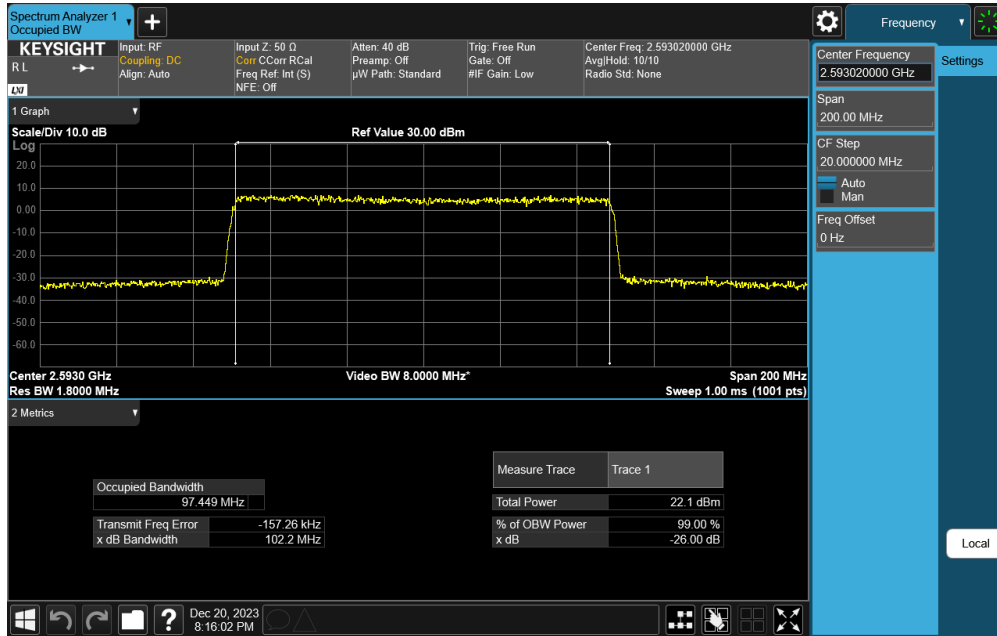 Spectrum Analyzer 1
Occupied BW
+
Frequency
KEYSIGHT
RL
LXI
Input: RF
Coupling: DC
Align: Auto
Input Z: 50 Ω
Corr CCorr RCal
Freq Ref: Int (S)
NFE: Off
Atten: 40 dB
Preamp: Off
µW Path: Standard
Trig: Free Run
Gate: Off
#IF Gain: Low
Center Freq: 2.593020000 GHz
Avg|Hold: 10/10
Radio Std: None
Center Frequency
2.593020000 GHz
Settings
Span
200.00 MHz
CF Step
20.000000 MHz
Auto
Man
Freq Offset
0 Hz
Local
1 Graph
Scale/Div 10.0 dB
Ref Value 30.00 dBm
Log
20.0
10.0
0.00
-10.0
-20.0
-30.0
-40.0
-50.0
-60.0
Center 2.5930 GHz
Video BW 8.0000 MHz*
Span 200 MHz
Res BW 1.8000 MHz
Sweep 1.00 ms (1001 pts)
2 Metrics
Occupied Bandwidth
97.449 MHz
Transmit Freq Error -157.26 kHz
x dB Bandwidth 102.2 MHz
Measure Trace Trace 1
Total Power 22.1 dBm
% of OBW Power 99.00 %
x dB -26.00 dB
?
Dec 20, 2023
8:16:02 PM